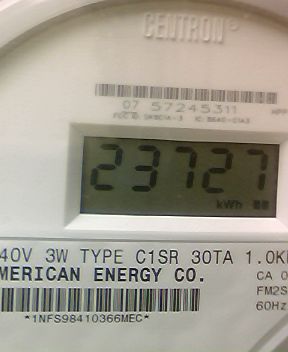 CENTRON®
07 57245311
23727
kWh
40V 3W TYPE C1SR 30TA 1.0K
MERICAN ENERGY CO.
CA 0
FM2S
60Hz
*1NFS98410366MEC*